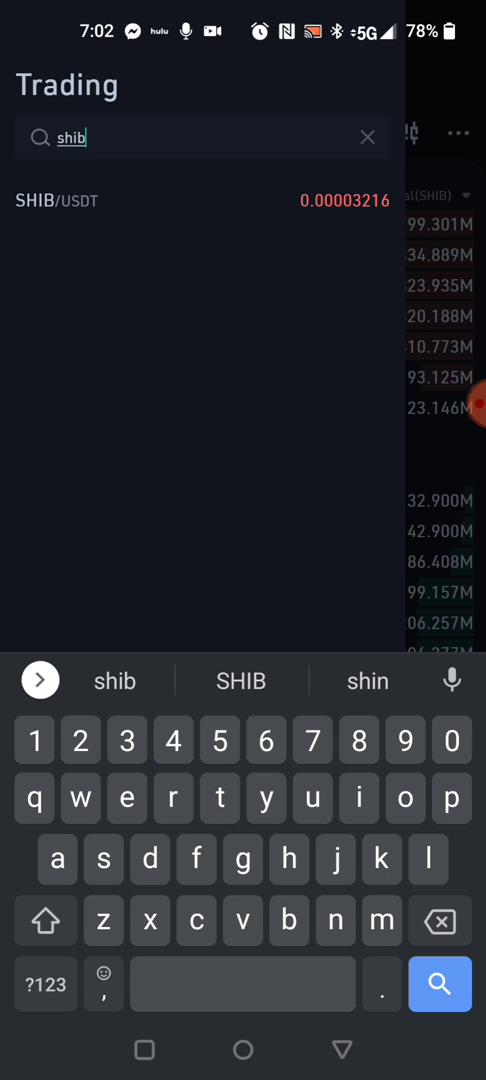 7:02 hulu 5G 78%
Trading
shib
al(SHIB)
SHIB/USDT 0.00003216
99.301M
34.889M
23.935M
20.188M
10.773M
93.125M
23.146M
32.900M
42.900M
86.408M
99.157M
06.257M
shib SHIB shin
1 2 3 4 5 6 7 8 9 0
q w e r t y u i o p
a s d f g h j k l
z x c v b n m
?123 , .